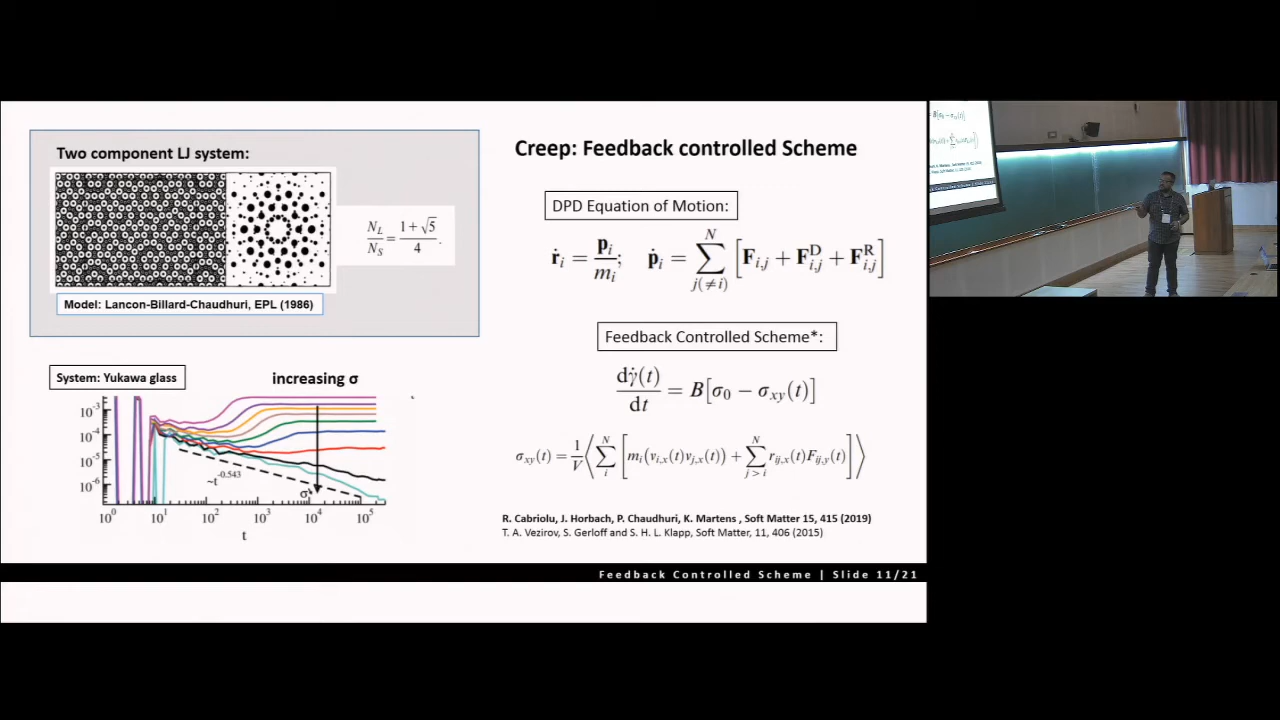 Two component LJ system:
N_L/N_S = (1 + √5)/4 .
Model: Lancon-Billard-Chaudhuri, EPL (1986)
System: Yukawa glass
increasing σ
10^-3
10^-4
10^-5
10^-6
~t^-0.543
σ
10^0 10^1 10^2 10^3 10^4 10^5
t
Creep: Feedback controlled Scheme
DPD Equation of Motion:
ṙ_i = p_i/m_i; ṗ_i = ∑_{j(≠i)}^N [F_{i,j} + F^D_{i,j} + F^R_{i,j}]
Feedback Controlled Scheme*:
dγ̇(t)/dt = B[σ_0 − σ_xy(t)]
σ_xy(t) = 1/V ⟨∑_i^N [m_i(v_{i,x}(t)v_{j,x}(t)) + ∑_{j>i}^N r_{ij,x}(t)F_{ij,y}(t)]⟩
R. Cabriolu, J. Horbach, P. Chaudhuri, K. Martens , Soft Matter 15, 415 (2019)
T. A. Vezirov, S. Gerloff and S. H. L. Klapp, Soft Matter, 11, 406 (2015)
Feedback Controlled Scheme | Slide 11/21